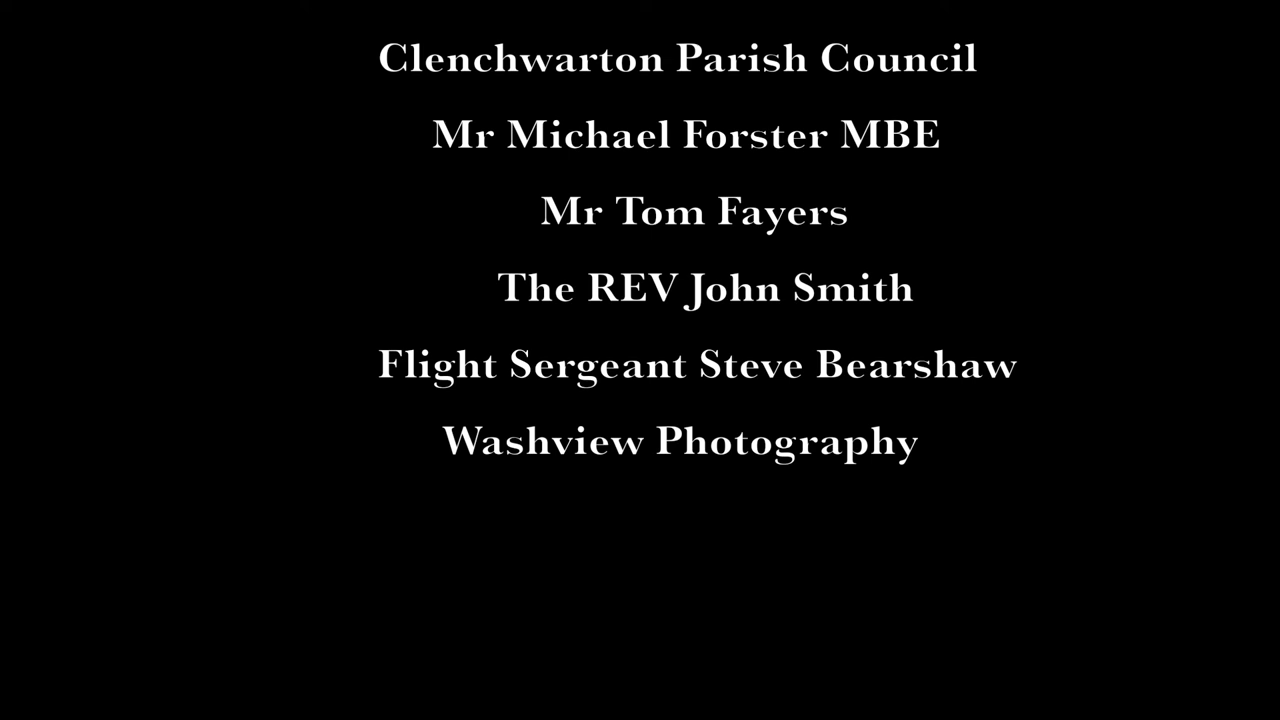 Clenchwarton Parish Council
Mr Michael Forster MBE
Mr Tom Fayers
The REV John Smith
Flight Sergeant Steve Bearshaw
Washview Photography